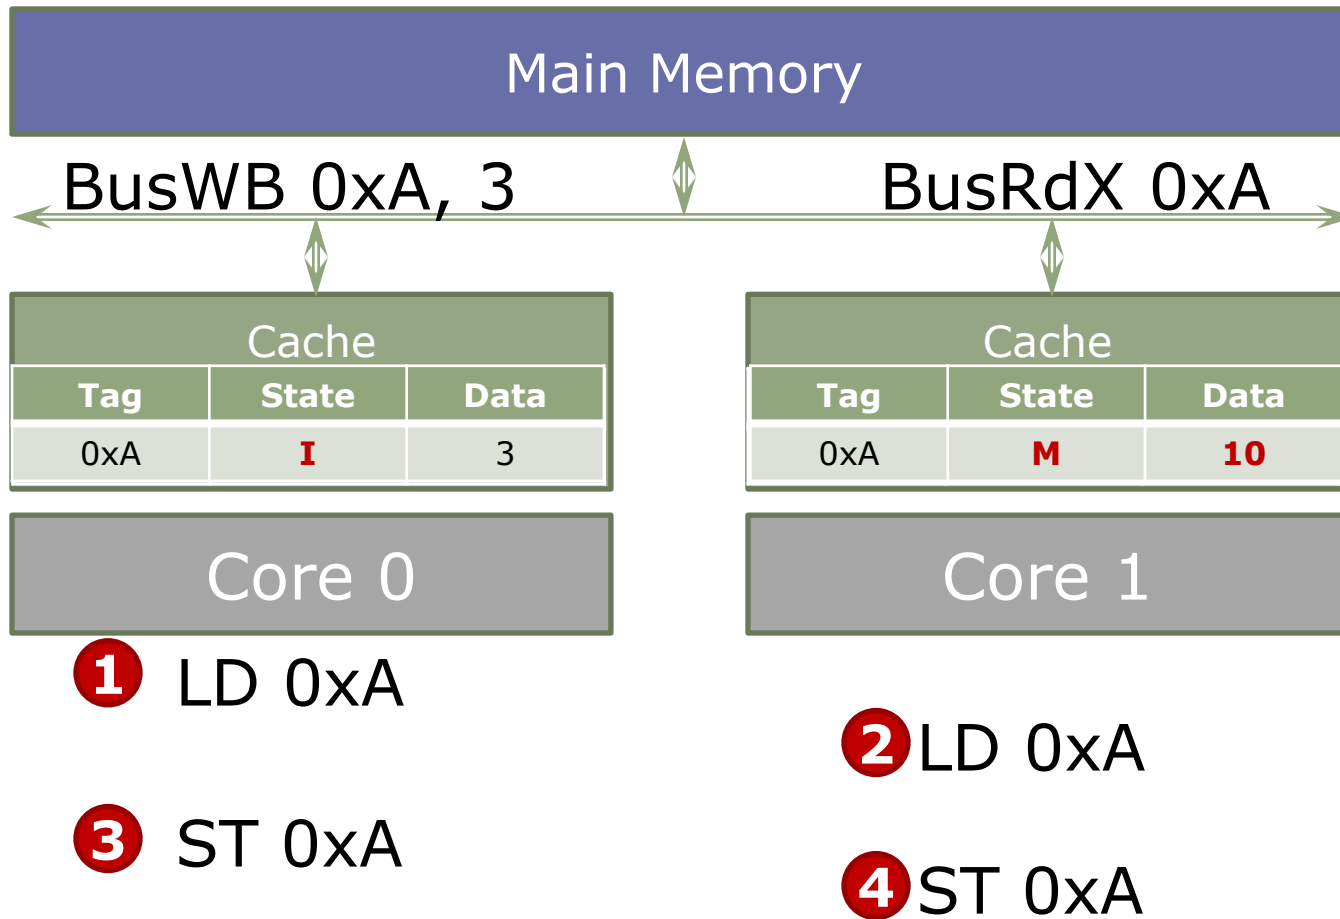 Main Memory
BusWB 0xA, 3
BusRdX 0xA
Cache
Tag State Data
0xA I 3
Cache
Tag State Data
0xA M 10
Core 0
Core 1
1 LD 0xA
2 LD 0xA
3 ST 0xA
4 ST 0xA